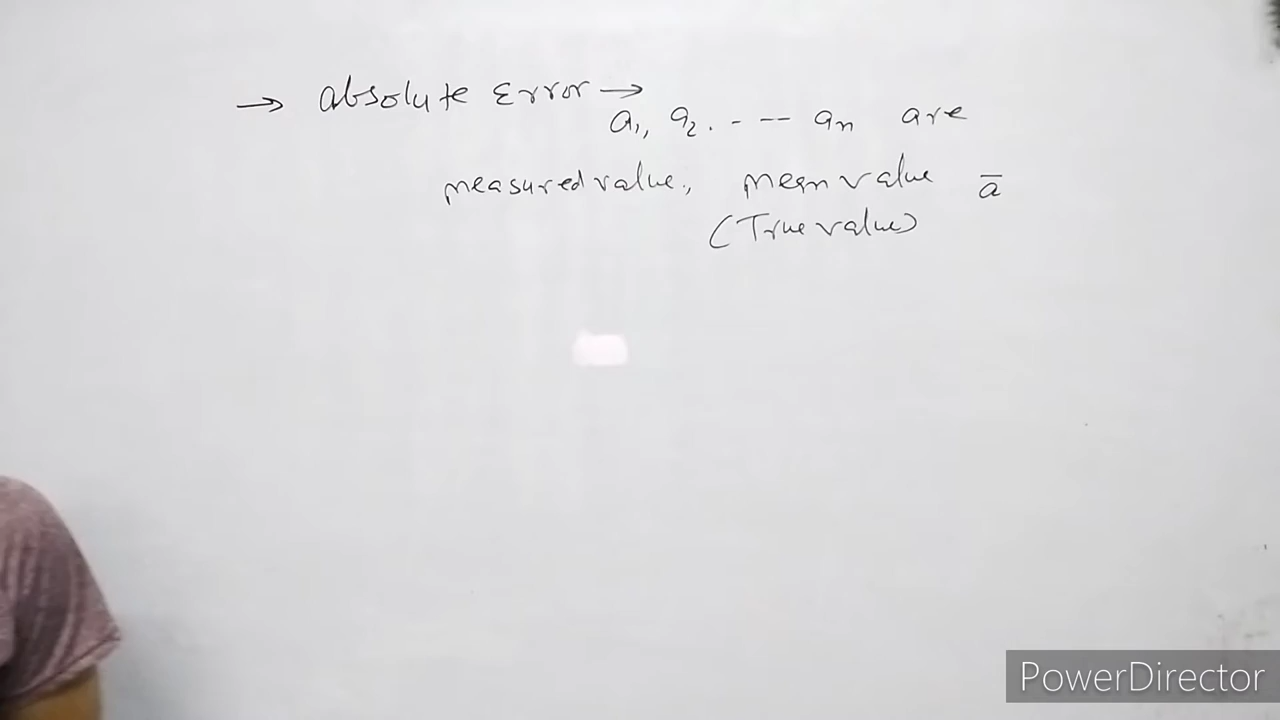 → absolute Error →
a₁, a₂. - -- an are
measured value., mean value a̅
(True value)
PowerDirector